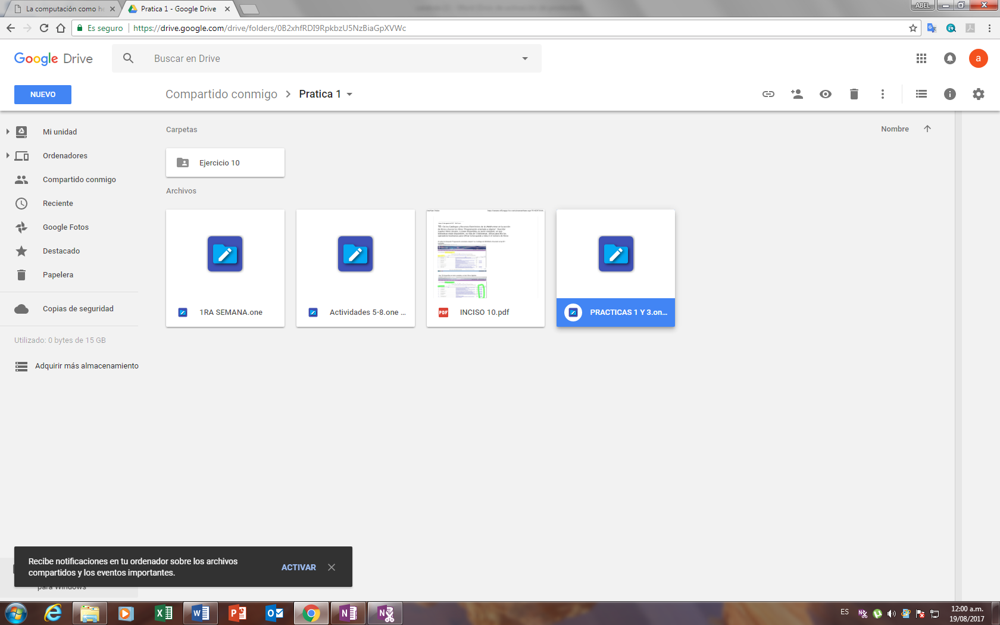 La computación como he
Pratica 1 - Google Drive
ABEL
Es seguro
https://drive.google.com/drive/folders/0B2xhfRDI9RpkbzU5NzBiaGpXVWc
Google Drive
Buscar en Drive
a
NUEVO
Compartido conmigo > Pratica 1
Mi unidad
Ordenadores
Compartido conmigo
Reciente
Google Fotos
Destacado
Papelera
Copias de seguridad
Utilizado: 0 bytes de 15 GB
Adquirir más almacenamiento
Carpetas
Nombre
Ejercicio 10
Archivos
1RA SEMANA.one
Actividades 5-8.one ...
PDF
INCISO 10.pdf
PRACTICAS 1 Y 3.on...
Recibe notificaciones en tu ordenador sobre los archivos
compartidos y los eventos importantes.
ACTIVAR
para Windows
ES
12:00 a.m.
19/08/2017